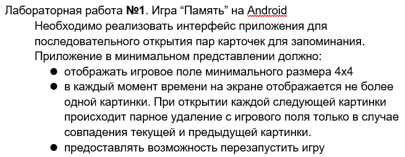 Лабораторная работа №1. Игра “Память” на Android
Необходимо реализовать интерфейс приложения для
последовательного открытия пар карточек для запоминания.
Приложение в минимальном представлении должно:
● отображать игровое поле минимального размера 4x4
● в каждый момент времени на экране отображается не более
одной картинки. При открытии каждой следующей картинки
происходит парное удаление с игрового поля только в случае
совпадения текущей и предыдущей картинки.
● предоставлять возможность перезапустить игру